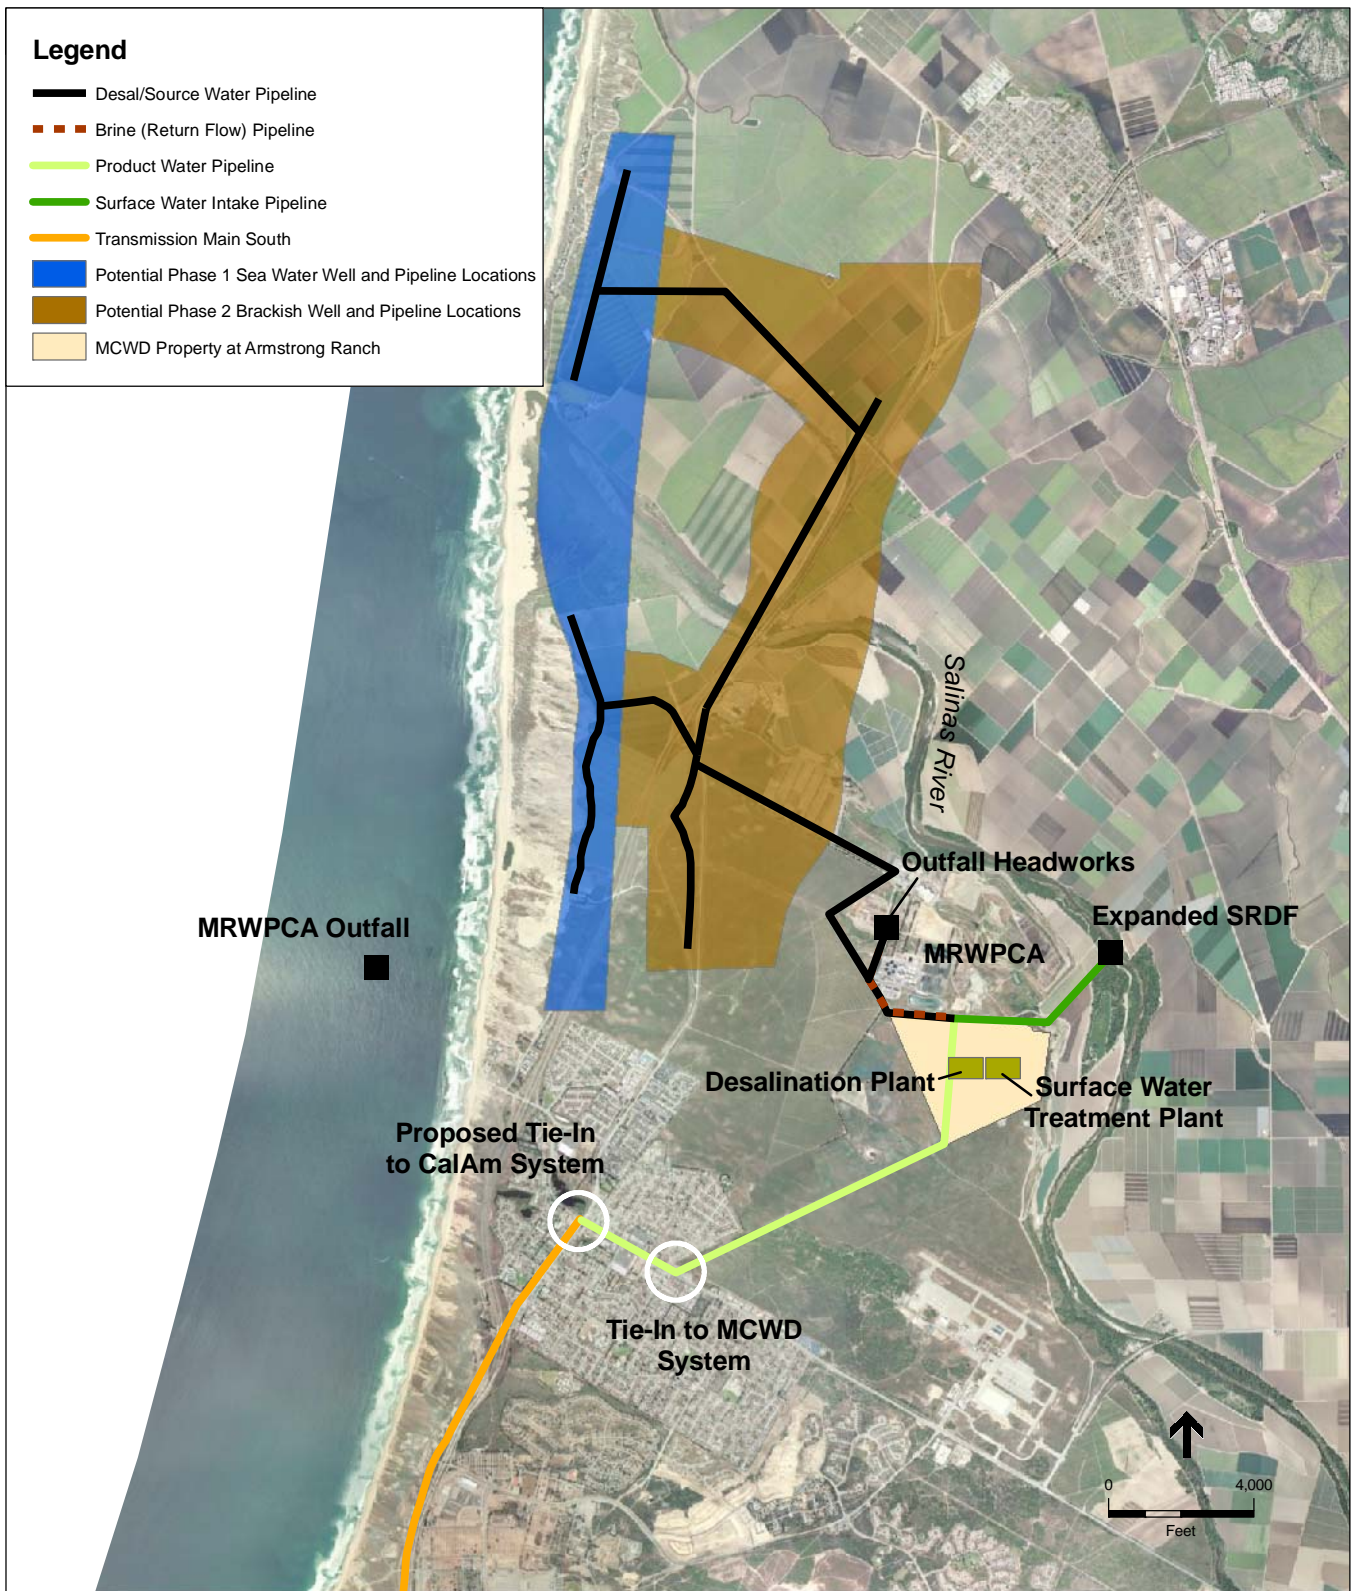 Legend
Desal/Source Water Pipeline
Brine (Return Flow) Pipeline
Product Water Pipeline
Surface Water Intake Pipeline
Transmission Main South
Potential Phase 1 Sea Water Well and Pipeline Locations
Potential Phase 2 Brackish Well and Pipeline Locations
MCWD Property at Armstrong Ranch
Salinas River
Outfall Headworks
Expanded SRDF
MRWPCA Outfall
MRWPCA
Desalination Plant
Surface Water
Treatment Plant
Proposed Tie-In
to CalAm System
Tie-In to MCWD
System
0
4,000
Feet